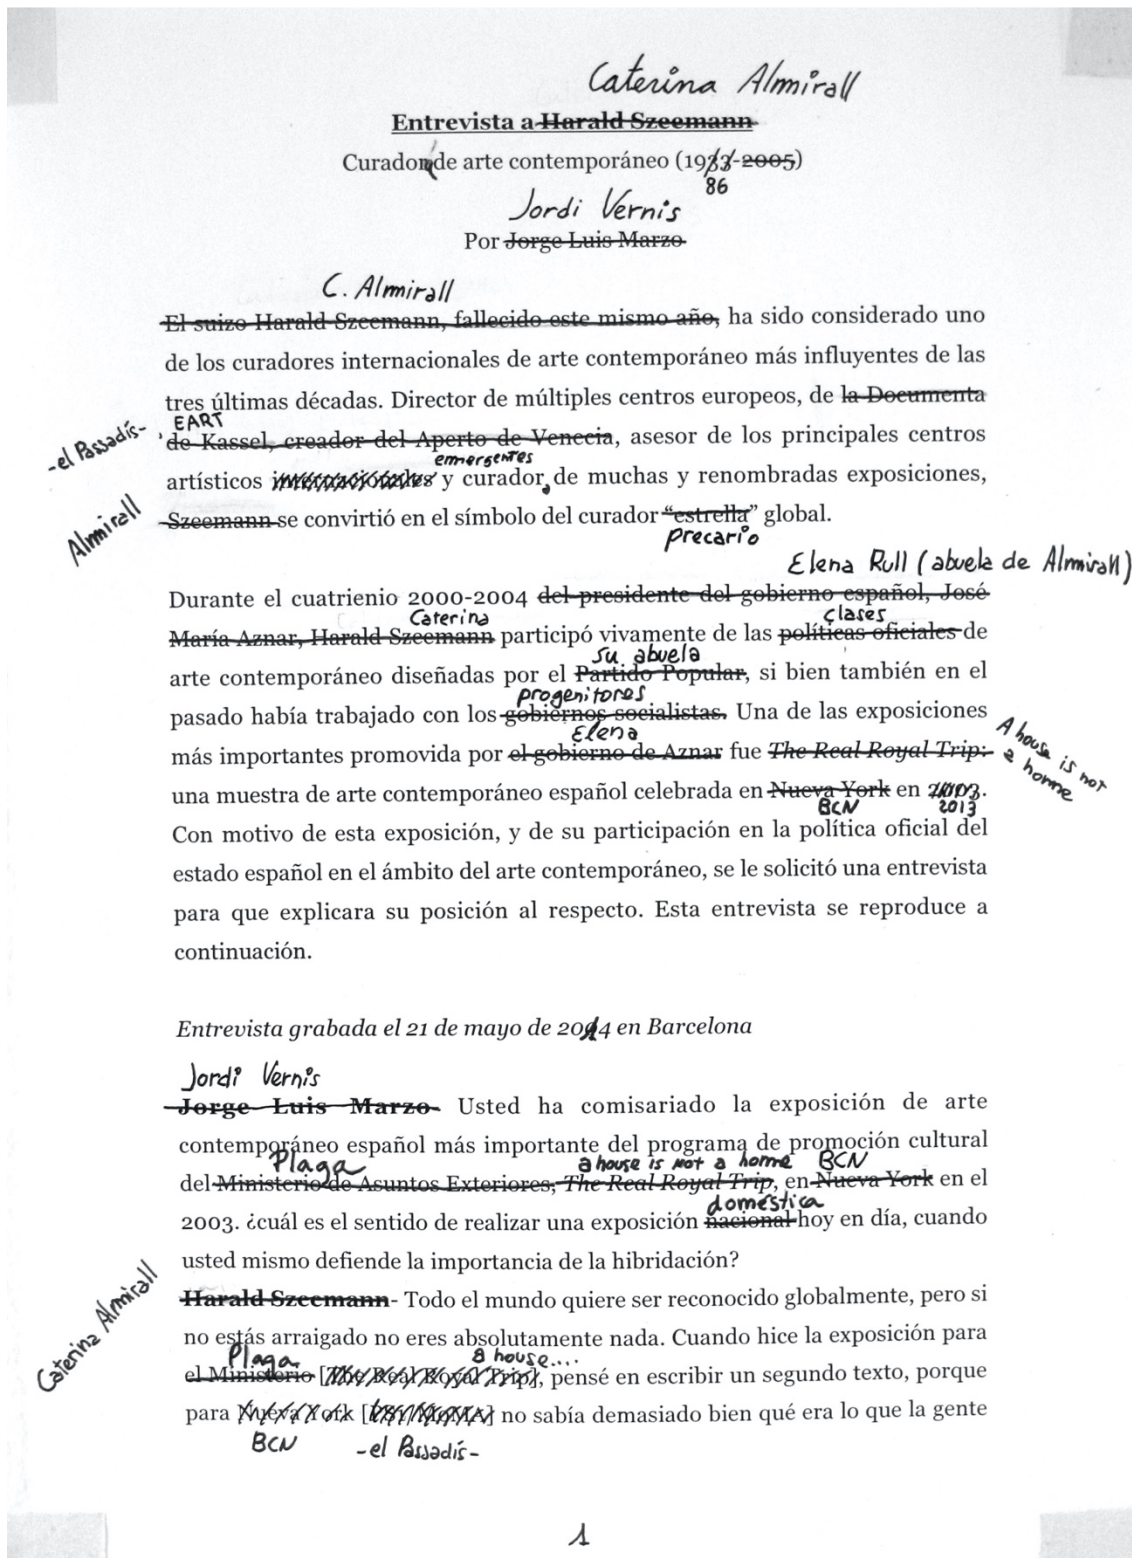 Caterina Almirall
Entrevista a Harald Szeemann
Curador de arte contemporáneo (1933-2005)
86
Jordi Vernis
Por Jorge Luis Marzo
C. Almirall
El suizo Harald Szeemann, fallecido este mismo año, ha sido considerado uno
de los curadores internacionales de arte contemporáneo más influyentes de las
tres últimas décadas. Director de múltiples centros europeos, de la Documenta
-el Passadís- , EART
de Kassel, creador del Aperto de Venecia, asesor de los principales centros
emergentes
artísticos internacionales y curador, de muchas y renombradas exposiciones,
Almirall
Szeemann se convirtió en el símbolo del curador “estrella” global.
precario
Elena Rull (abuela de Almirall)
Durante el cuatrienio 2000-2004 del presidente del gobierno español, José
Caterina clases
María Aznar, Harald Szeemann participó vivamente de las políticas oficiales de
su abuela
arte contemporáneo diseñadas por el Partido Popular, si bien también en el
progenitores
pasado había trabajado con los gobiernos socialistas. Una de las exposiciones
Elena
más importantes promovida por el gobierno de Aznar fue The Real Royal Trip:
A house is not
a home
una muestra de arte contemporáneo español celebrada en Nueva York en 2003.
BCN 2013
Con motivo de esta exposición, y de su participación en la política oficial del
estado español en el ámbito del arte contemporáneo, se le solicitó una entrevista
para que explicara su posición al respecto. Esta entrevista se reproduce a
continuación.
Entrevista grabada el 21 de mayo de 2014 en Barcelona
Jordi Vernis
Jorge Luis Marzo- Usted ha comisariado la exposición de arte
contemporáneo español más importante del programa de promoción cultural
Plaga a house is not a home BCN
del Ministerio de Asuntos Exteriores, The Real Royal Trip, en Nueva York en el
doméstica
2003. ¿cuál es el sentido de realizar una exposición nacional hoy en día, cuando
usted mismo defiende la importancia de la hibridación?
Caterina Almirall
Harald Szeemann- Todo el mundo quiere ser reconocido globalmente, pero si
no estás arraigado no eres absolutamente nada. Cuando hice la exposición para
Plaga a house....
el Ministerio [The Real Royal Trip], pensé en escribir un segundo texto, porque
para Nueva York [PS1/MoMA] no sabía demasiado bien qué era lo que la gente
BCN -el Passadís-
1